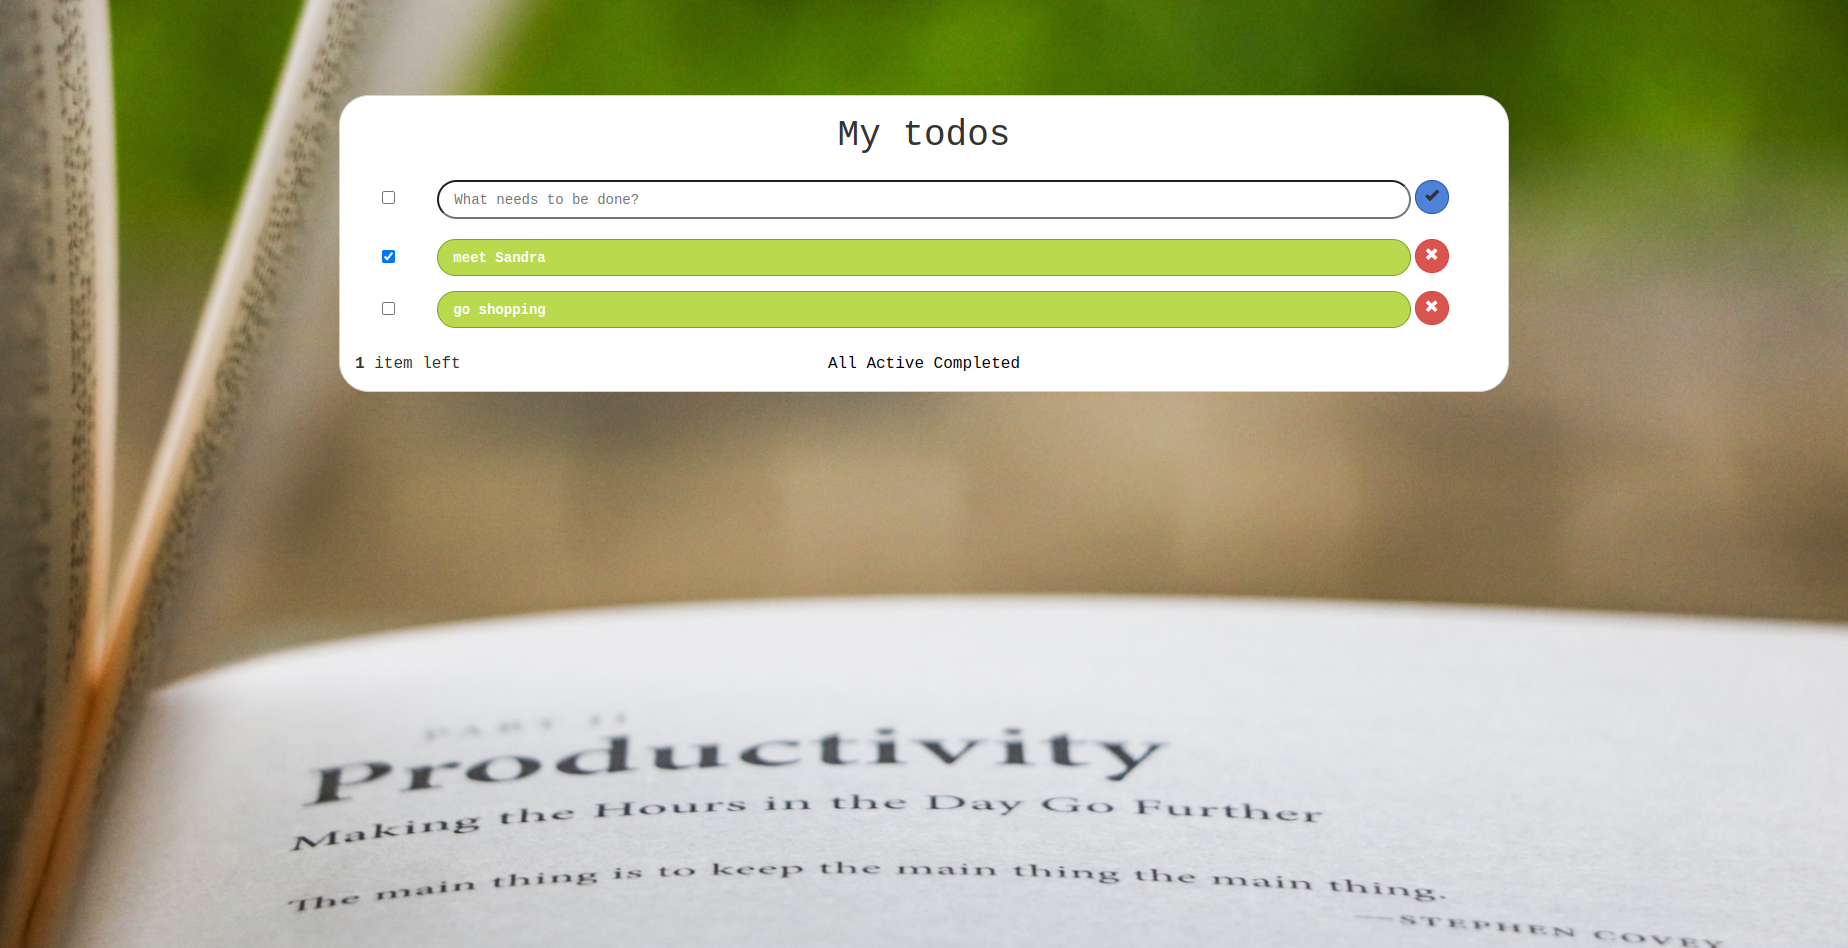 My todos
What needs to be done?
meet Sandra
go shopping
1 item left
All Active Completed
PART II
Productivity
Making the Hours in the Day Go Further
The main thing is to keep the main thing the main thing.
—STEPHEN COVEY